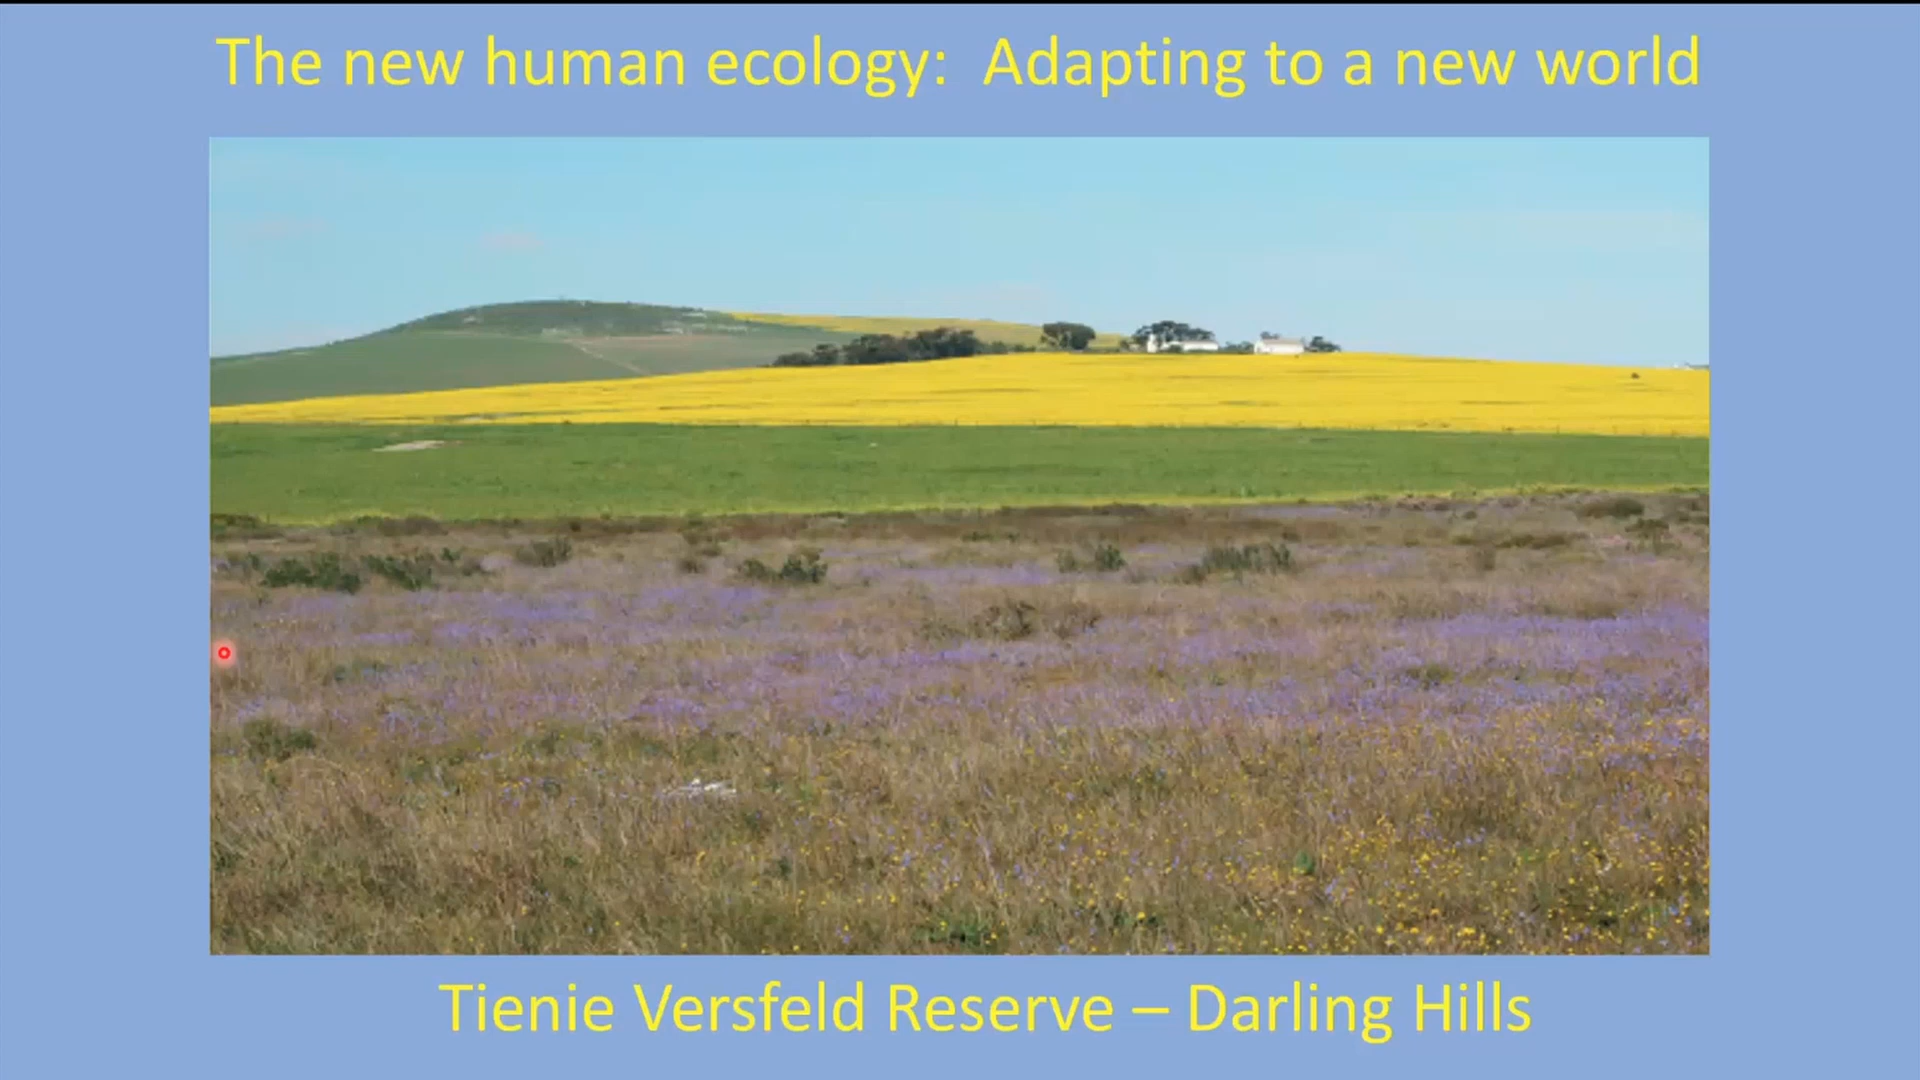 The new human ecology:  Adapting to a new world
Tienie Versfeld Reserve – Darling Hills